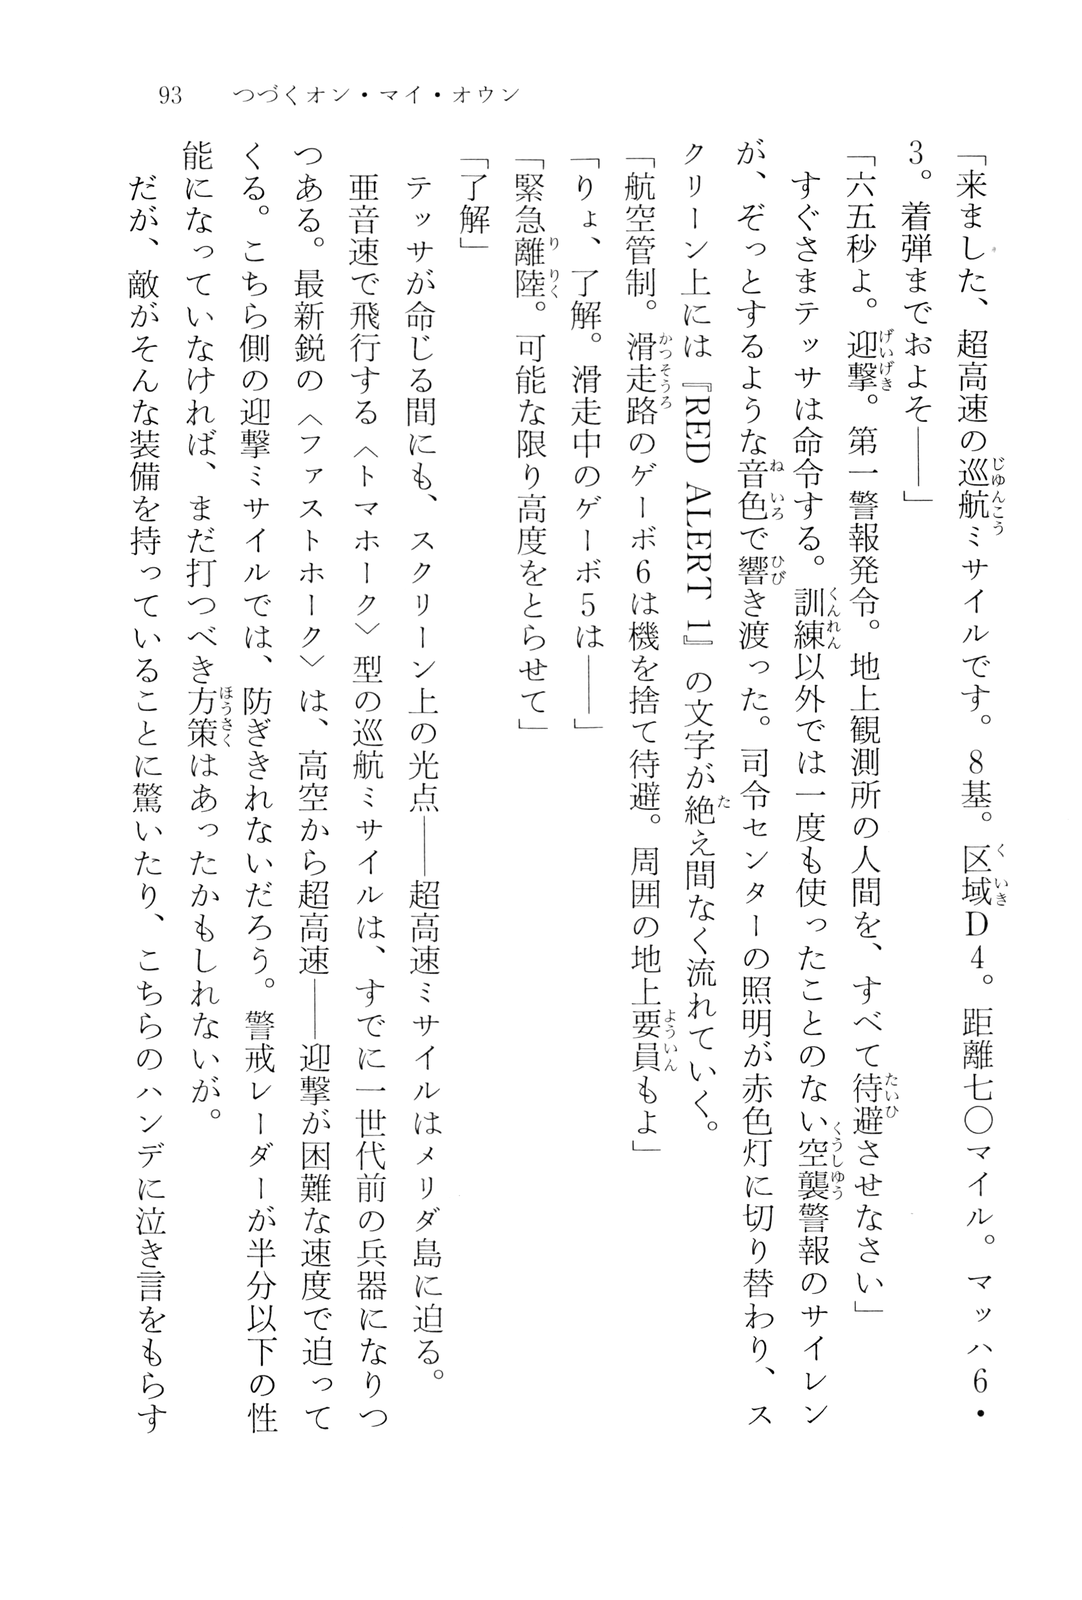 93　つづくオン・マイ・オウン
「来ました、超高速の巡航ミサイルです。8基。区域D4。距離七〇マイル。マッハ6・
3。着弾までおよそ――」
「六五秒よ。迎撃。第一警報発令。地上観測所の人間を、すべて待避させなさい」
　すぐさまテッサは命令する。訓練以外では一度も使ったことのない空襲警報のサイレン
が、ぞっとするような音色で響き渡った。司令センターの照明が赤色灯に切り替わり、ス
クリーン上には『RED ALERT 1』の文字が絶え間なく流れていく。
「航空管制。滑走路のゲーボ6は機を捨て待避。周囲の地上要員もよ」
「りょ、了解。滑走中のゲーボ5は――」
「緊急離陸。可能な限り高度をとらせて」
「了解」
　テッサが命じる間にも、スクリーン上の光点――超高速ミサイルはメリダ島に迫る。
　亜音速で飛行する〈トマホーク〉型の巡航ミサイルは、すでに一世代前の兵器になりつ
つある。最新鋭の〈ファストホーク〉は、高空から超高速――迎撃が困難な速度で迫って
くる。こちら側の迎撃ミサイルでは、防ぎきれないだろう。警戒レーダーが半分以下の性
能になっていなければ、まだ打つべき方策はあったかもしれないが。
　だが、敵がそんな装備を持っていることに驚いたり、こちらのハンデに泣き言をもらす